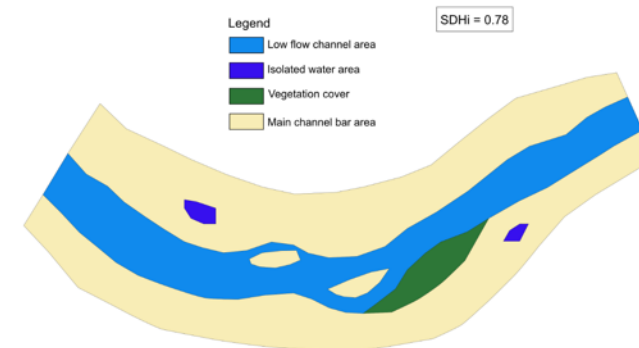 Legend
SDHi = 0.78
Low flow channel area
Isolated water area
Vegetation cover
Main channel bar area